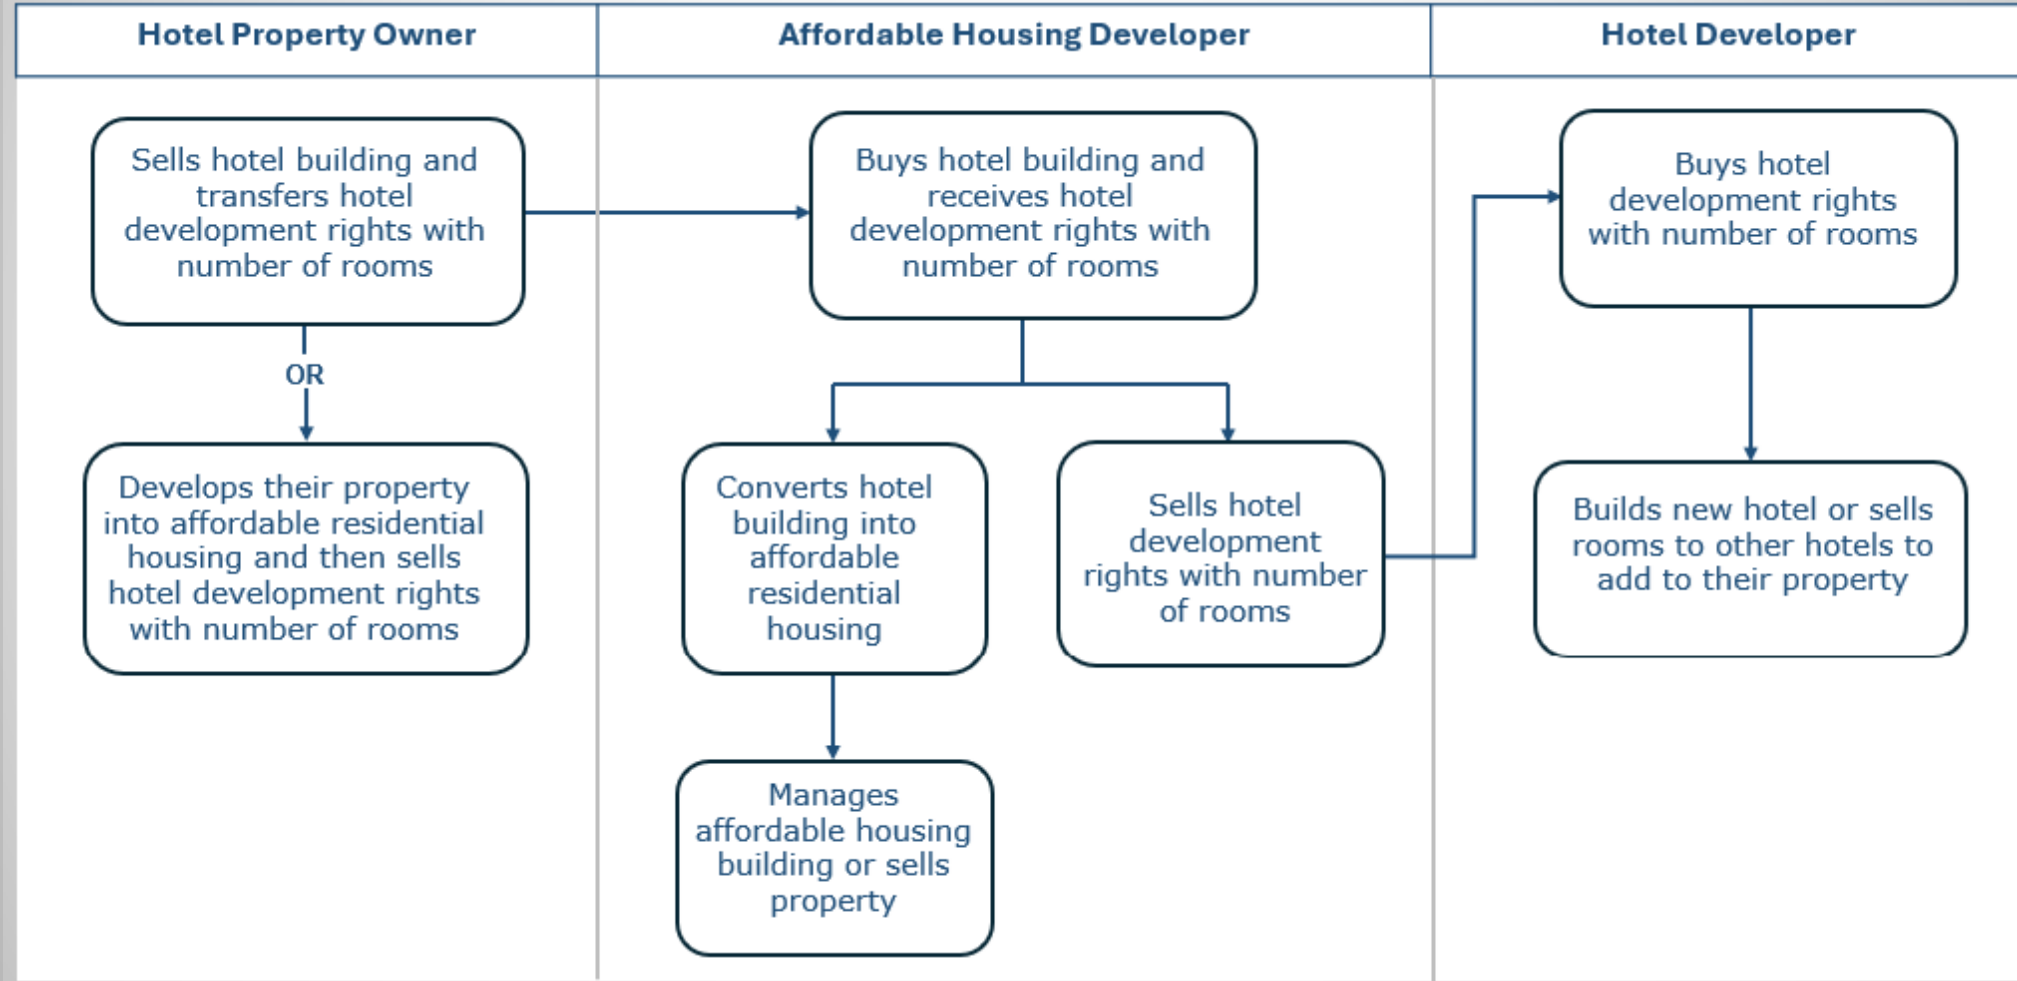 Hotel Property Owner
Affordable Housing Developer
Hotel Developer
Sells hotel building and
transfers hotel
development rights with
number of rooms
OR
Develops their property
into affordable residential
housing and then sells
hotel development rights
with number of rooms
Buys hotel building and
receives hotel
development rights with
number of rooms
Converts hotel
building into
affordable
residential
housing
Sells hotel
development
rights with number
of rooms
Manages
affordable housing
building or sells
property
Buys hotel
development rights
with number of rooms
Builds new hotel or sells
rooms to other hotels to
add to their property